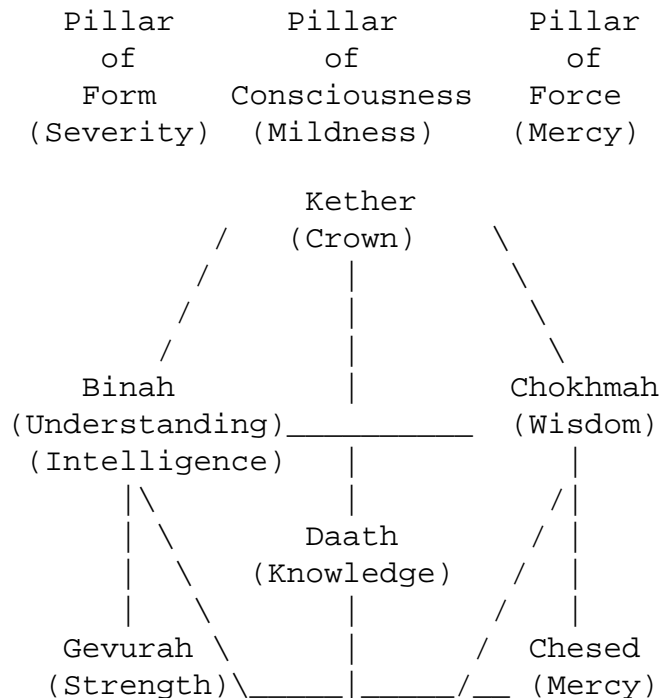 Pillar Pillar Pillar
of of of
Form Consciousness Force
(Severity) (Mildness) (Mercy)
Kether
(Crown)
Binah Chokhmah
(Understanding) (Wisdom)
(Intelligence)
Daath
(Knowledge)
Gevurah Chesed
(Strength) (Mercy)